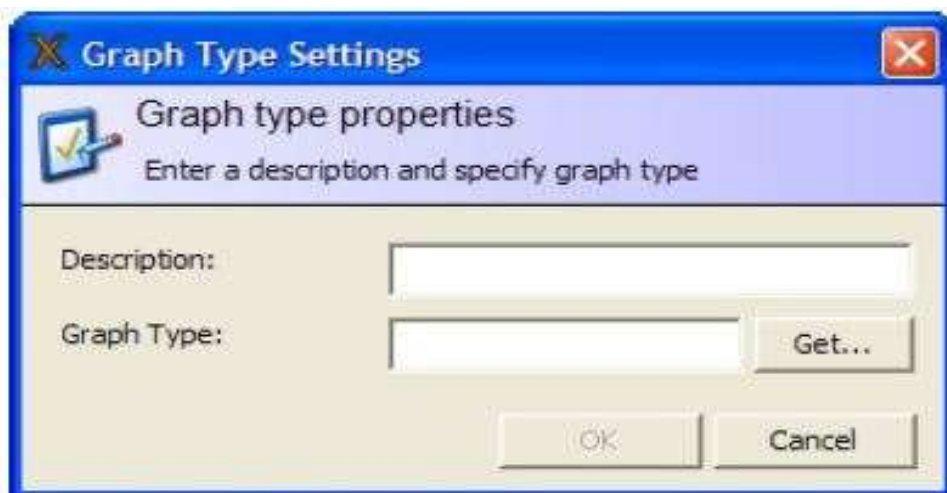 Graph Type Settings
Graph type properties
Enter a description and specify graph type
Description:
Graph Type:
Get...
OK
Cancel